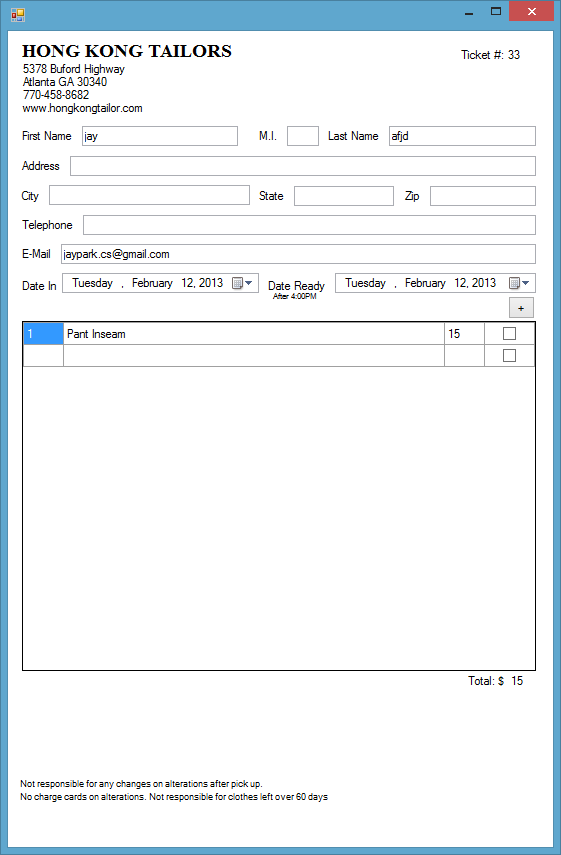 HONG KONG TAILORS
Ticket #: 33
5378 Buford Highway
Atlanta GA 30340
770-458-8682
www.hongkongtailor.com
First Name jay M.I. Last Name afjd
Address
City State Zip
Telephone
E-Mail jaypark.cs@gmail.com
Date In Tuesday , February 12, 2013 Date Ready Tuesday , February 12, 2013
After 4:00PM
+
1 Pant Inseam 15
Total: $ 15
Not responsible for any changes on alterations after pick up.
No charge cards on alterations. Not responsible for clothes left over 60 days